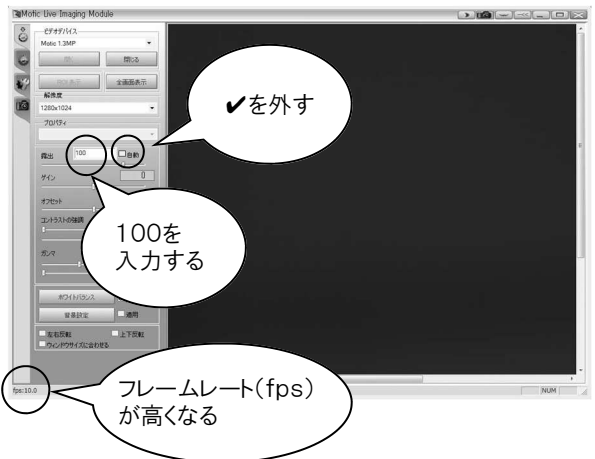 Motic Live Imaging Module
ビデオデバイス
Motic 1.3MP
閉じる
全画面表示
解像度
1280x1024
プロパティ
露出
100
自動
ゲイン
0
オフセット
コントラストの強調
ガンマ
ホワイトバランス
背景設定
適用
左右反転
上下反転
ウィンドウサイズに合わせる
fps:10.0
NUM
✔を外す
100を
入力する
フレームレート(fps)
が高くなる